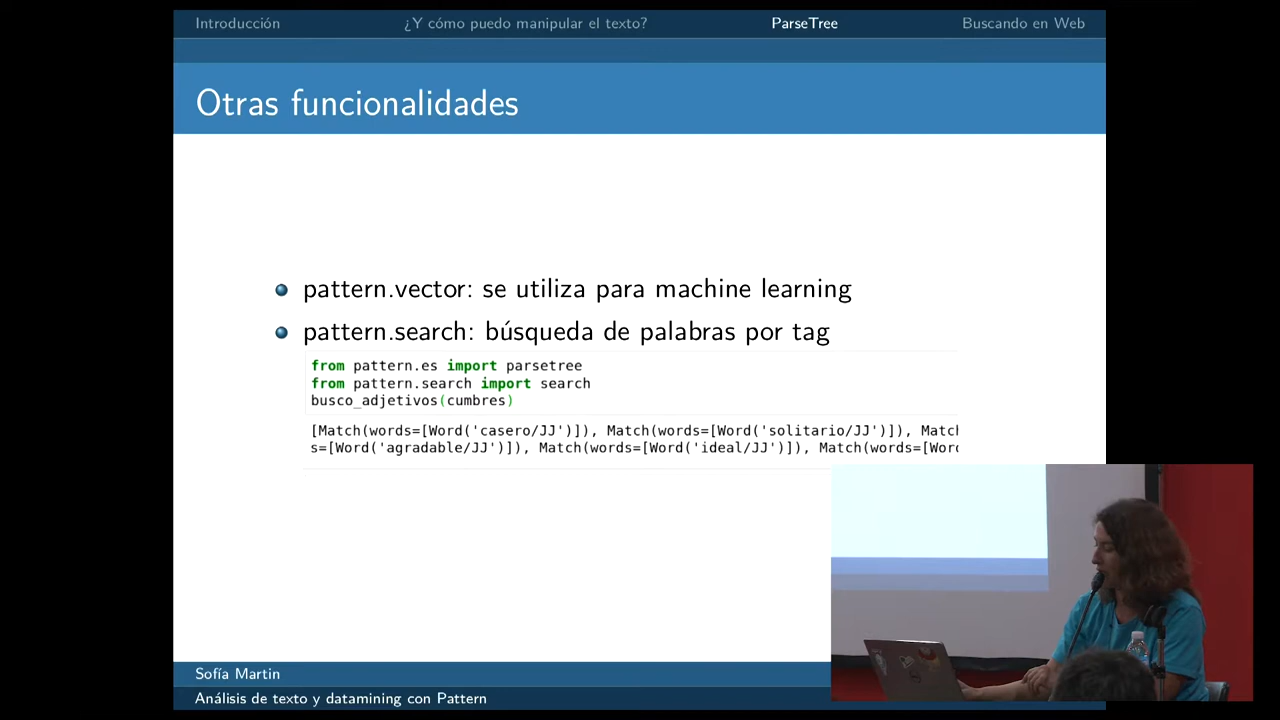 Introducción ¿Y cómo puedo manipular el texto? ParseTree Buscando en Web
Otras funcionalidades
pattern.vector: se utiliza para machine learning
pattern.search: búsqueda de palabras por tag
from pattern.es import parsetree
from pattern.search import search
busco_adjetivos(cumbres)
[Match(words=[Word('casero/JJ')]), Match(words=[Word('solitario/JJ')]), Match
s=[Word('agradable/JJ')]), Match(words=[Word('ideal/JJ')]), Match(words=[Word
Sofía Martin
Análisis de texto y datamining con Pattern